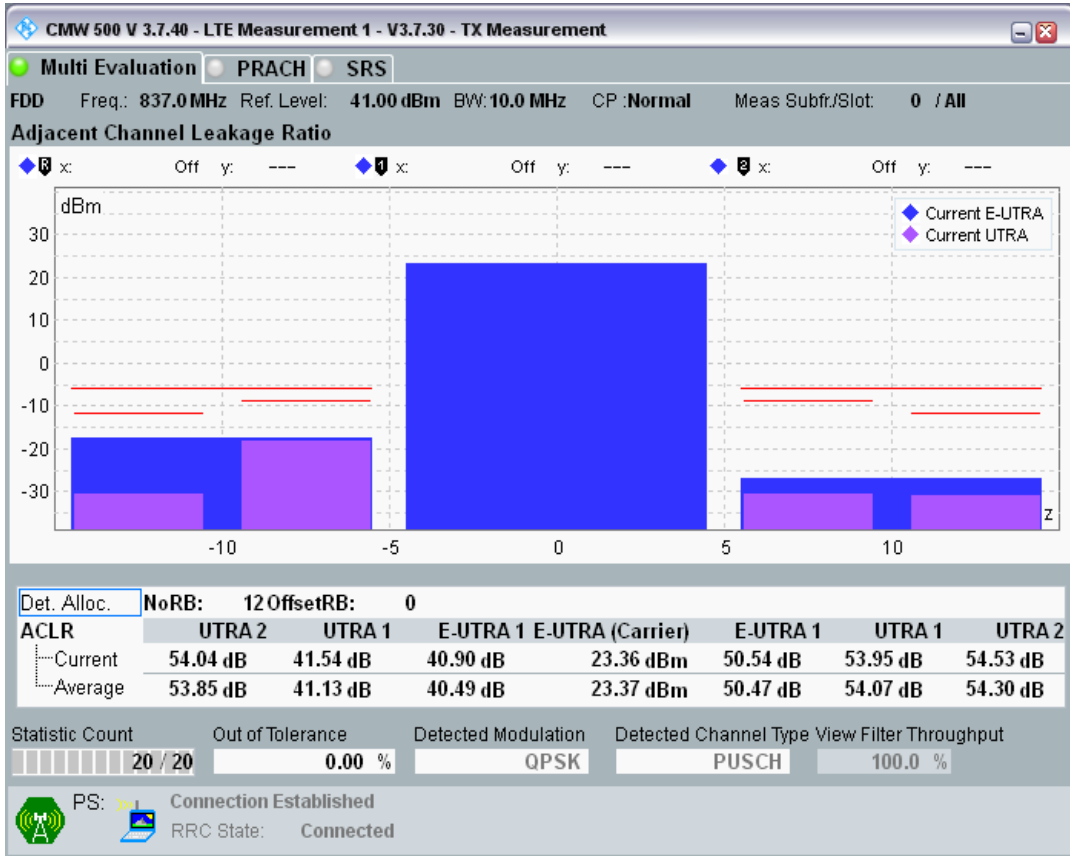 CMW 500 V 3.7.40 - LTE Measurement 1 - V3.7.30 - TX Measurement
Multi Evaluation PRACH SRS
FDD Freq.: 837.0 MHz Ref. Level: 41.00 dBm BW: 10.0 MHz CP :Normal Meas Subfr./Slot: 0 / All
Adjacent Channel Leakage Ratio
R x: Off y: --- 1 x: Off y: --- 2 x: Off y: ---
dBm
Current E-UTRA
Current UTRA
30
20
10
0
-10
-20
-30
z
-10 -5 0 5 10
Det. Alloc. NoRB: 12 OffsetRB: 0
ACLR UTRA 2 UTRA 1 E-UTRA 1 E-UTRA (Carrier) E-UTRA 1 UTRA 1 UTRA 2
Current 54.04 dB 41.54 dB 40.90 dB 23.36 dBm 50.54 dB 53.95 dB 54.53 dB
Average 53.85 dB 41.13 dB 40.49 dB 23.37 dBm 50.47 dB 54.07 dB 54.30 dB
Statistic Count Out of Tolerance Detected Modulation Detected Channel Type View Filter Throughput
20 / 20 0.00 % QPSK PUSCH 100.0 %
PS: Connection Established
RRC State: Connected